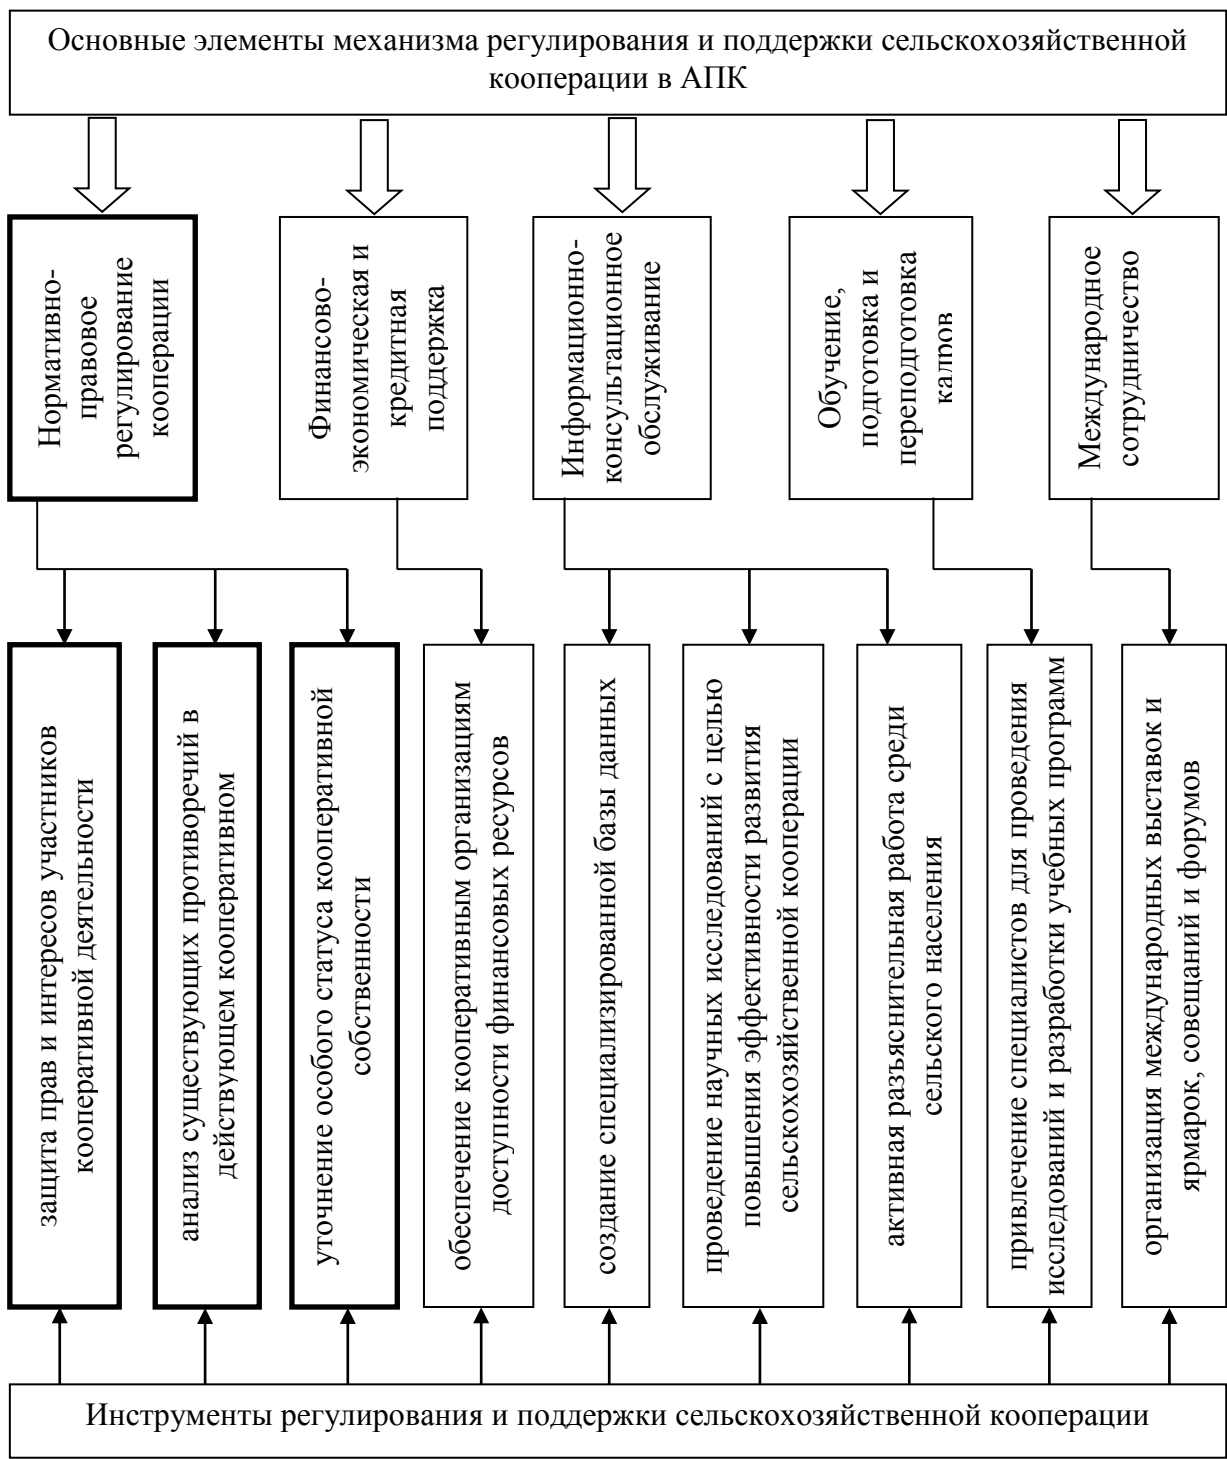 Основные элементы механизма регулирования и поддержки сельскохозяйственной
кооперации в АПК
Нормативно-
правовое
регулирование
кооперации
Финансово-
экономическая и
кредитная
поддержка
Информационно-
консультационное
обслуживание
Обучение,
подготовка и
переподготовка
кадров
Международное
сотрудничество
защита прав и интересов участников
кооперативной деятельности
анализ существующих противоречий в
действующем кооперативном
уточнение особого статуса кооперативной
собственности
обеспечение кооперативным организациям
доступности финансовых ресурсов
создание специализированной базы данных
проведение научных исследований с целью
повышения эффективности развития
сельскохозяйственной кооперации
активная разъяснительная работа среди
сельского населения
привлечение специалистов для проведения
исследований и разработки учебных программ
организация международных выставок и
ярмарок, совещаний и форумов
Инструменты регулирования и поддержки сельскохозяйственной кооперации